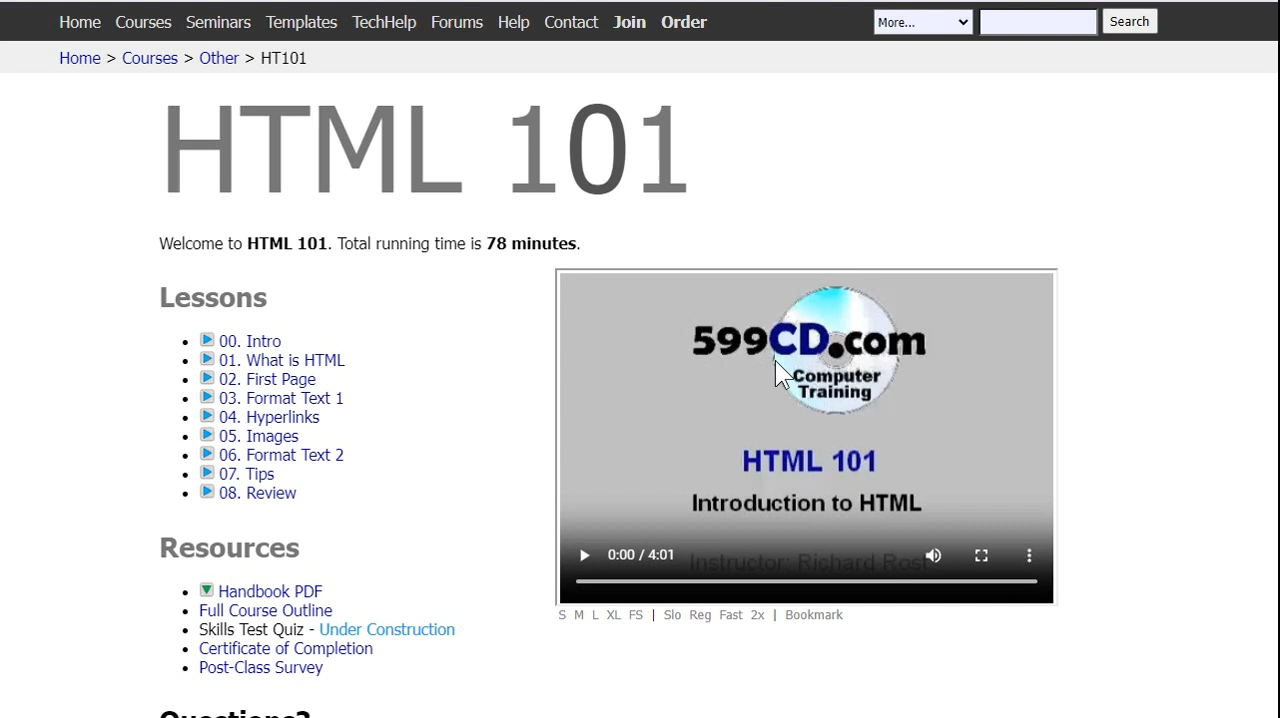 Home Courses Seminars Templates TechHelp Forums Help Contact Join Order More... Search
Home > Courses > Other > HT101
HTML 101
Welcome to HTML 101. Total running time is 78 minutes.
Lessons
00. Intro
01. What is HTML
02. First Page
03. Format Text 1
04. Hyperlinks
05. Images
06. Format Text 2
07. Tips
08. Review
599CD.com
Computer
Training
HTML 101
Introduction to HTML
Instructor: Richard Rost
0:00 / 4:01
S M L XL FS | Slo Reg Fast 2x | Bookmark
Resources
Handbook PDF
Full Course Outline
Skills Test Quiz - Under Construction
Certificate of Completion
Post-Class Survey
Questions?